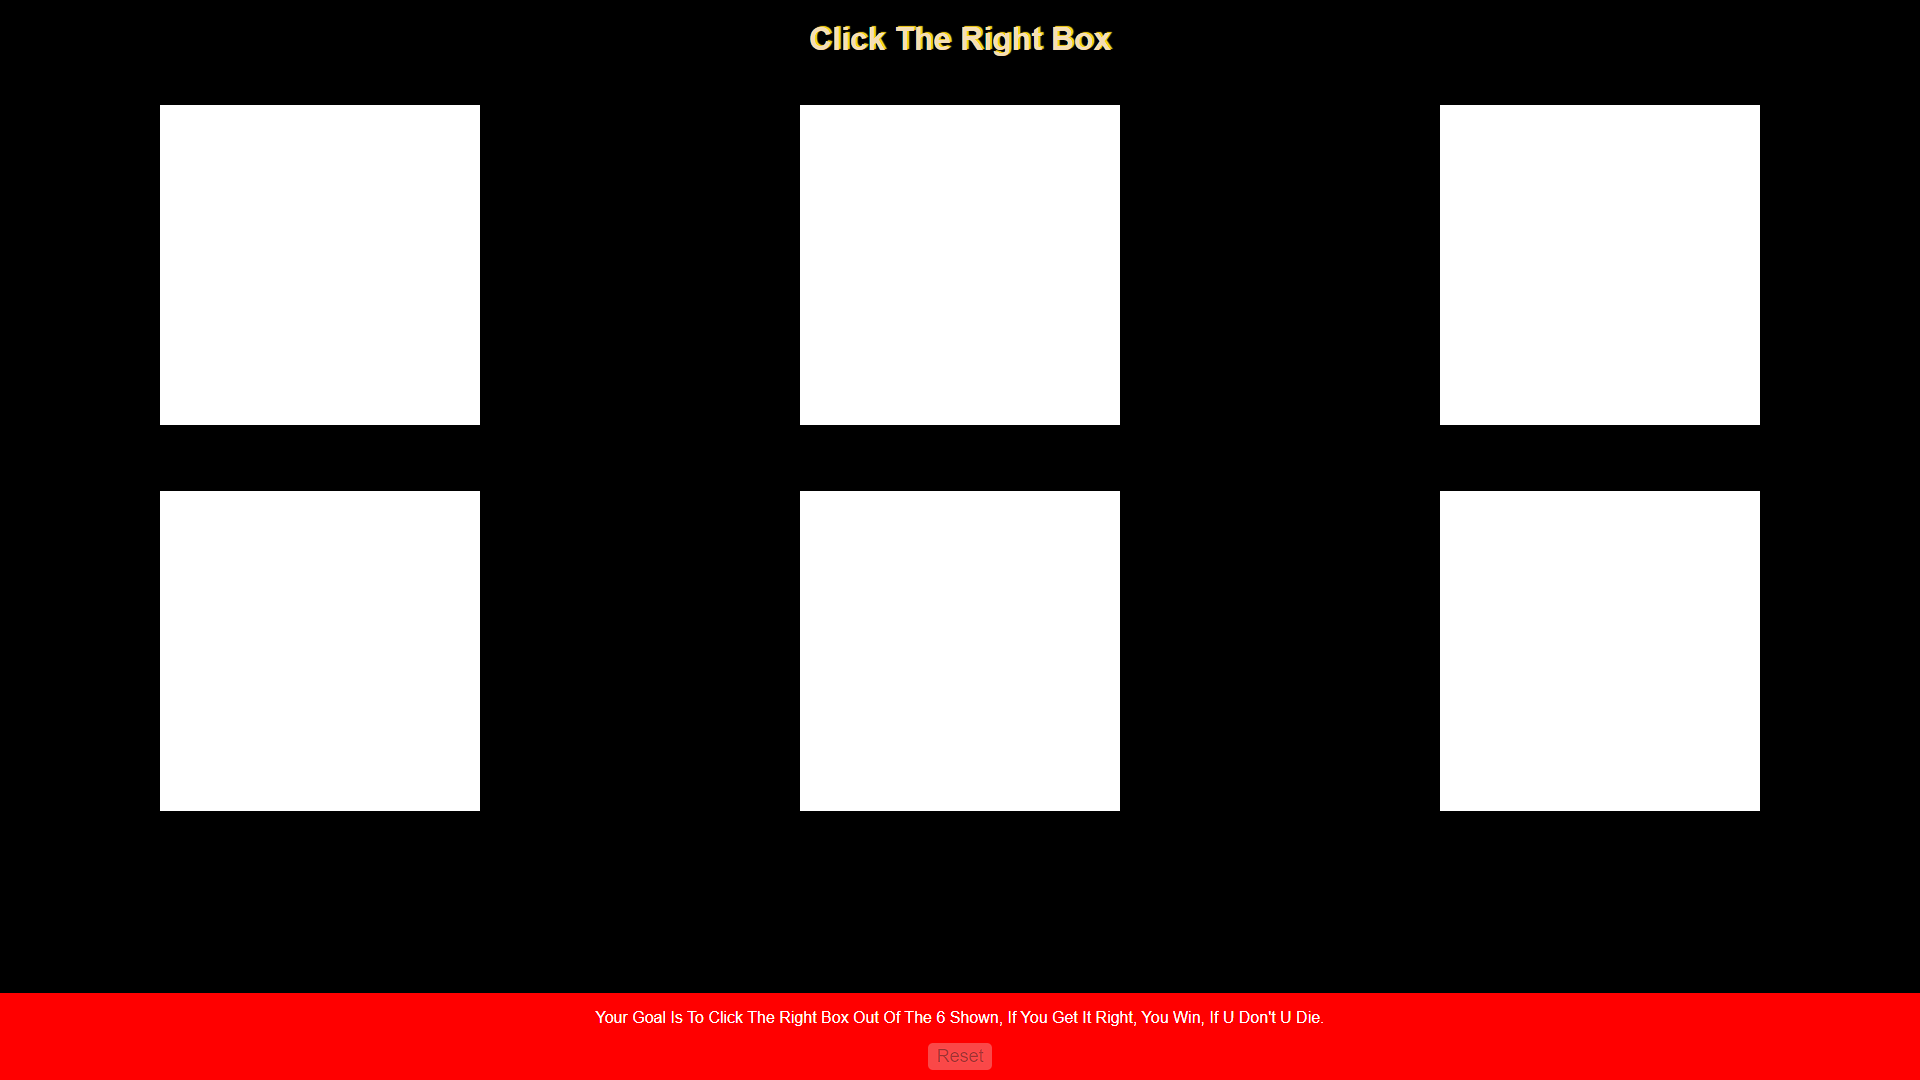 Click The Right Box
Your Goal Is To Click The Right Box Out Of The 6 Shown, If You Get It Right, You Win, If U Don't U Die.
Reset